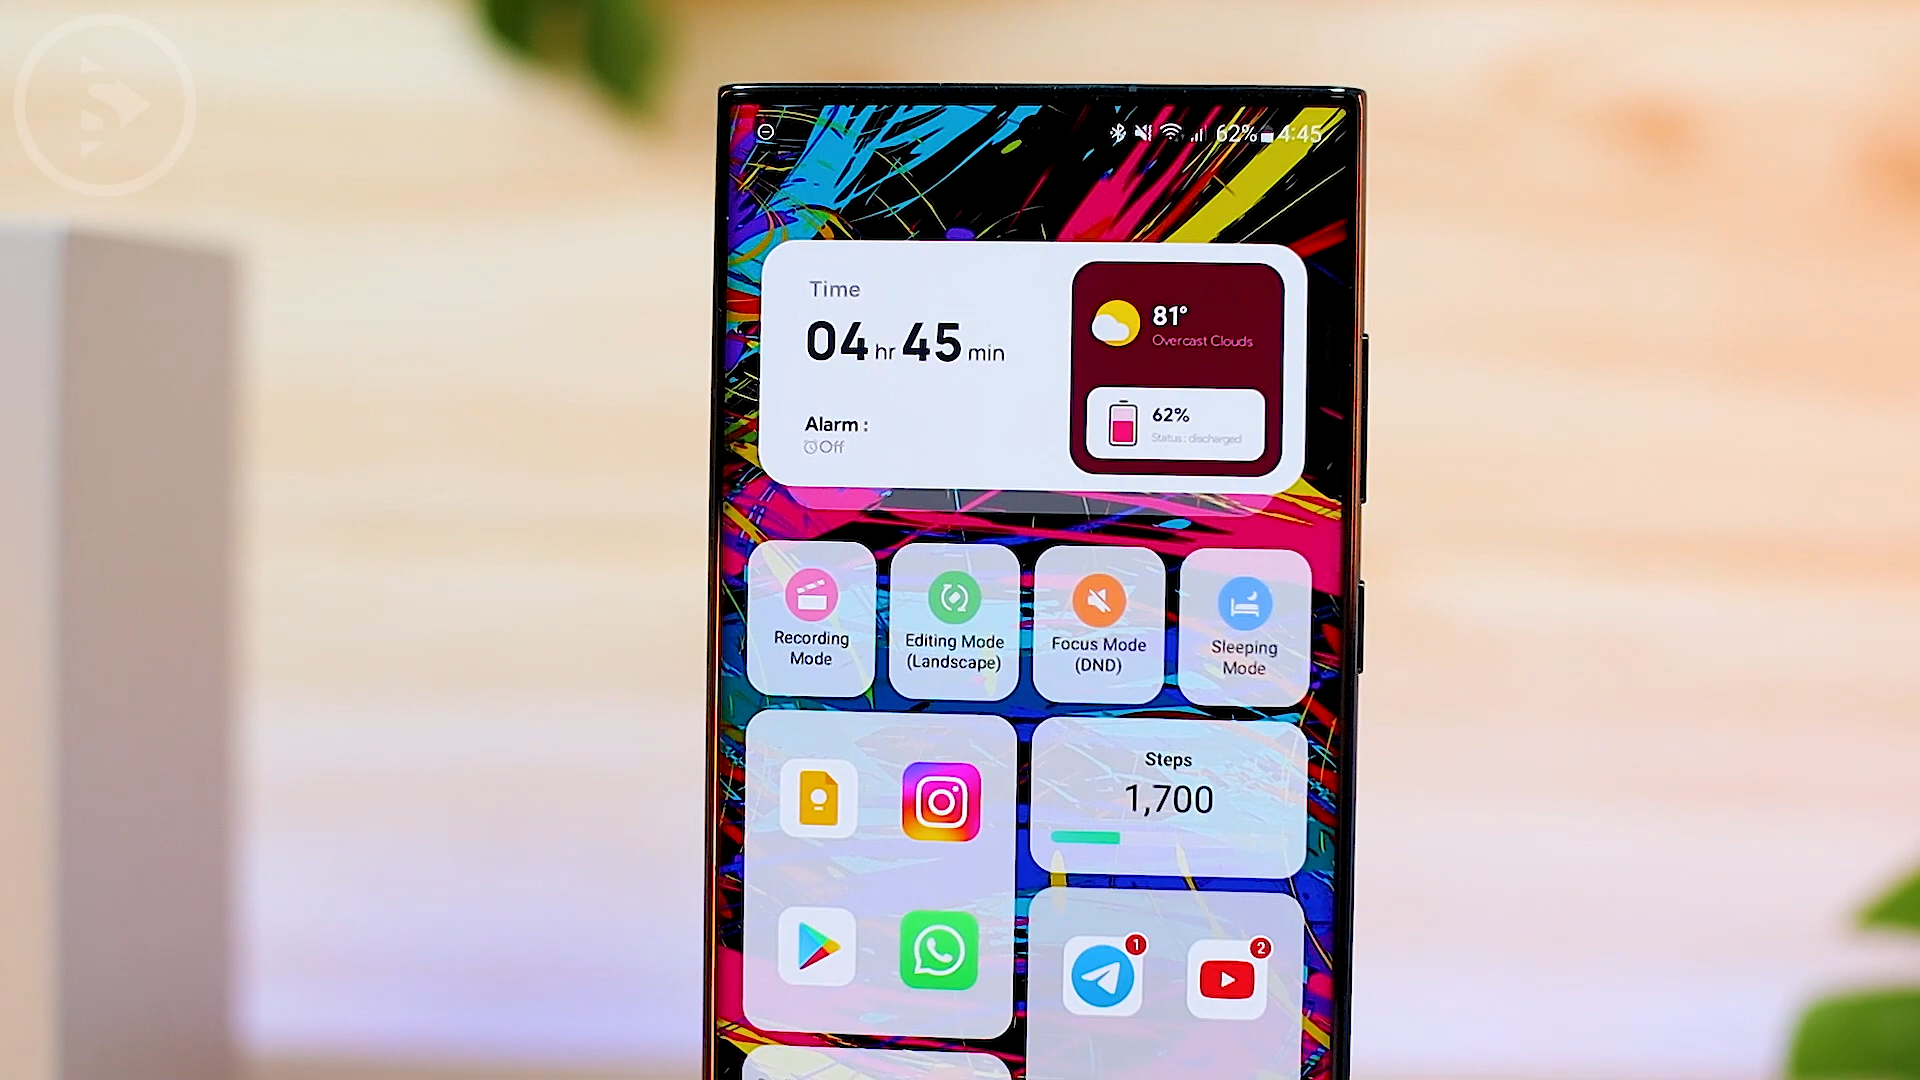 62% 4:45
Time
04 hr 45 min
Alarm :
Off
81°
Overcast Clouds
62%
Status : discharged
Recording
Mode
Editing Mode
(Landscape)
Focus Mode
(DND)
Sleeping
Mode
Steps
1,700
1
2